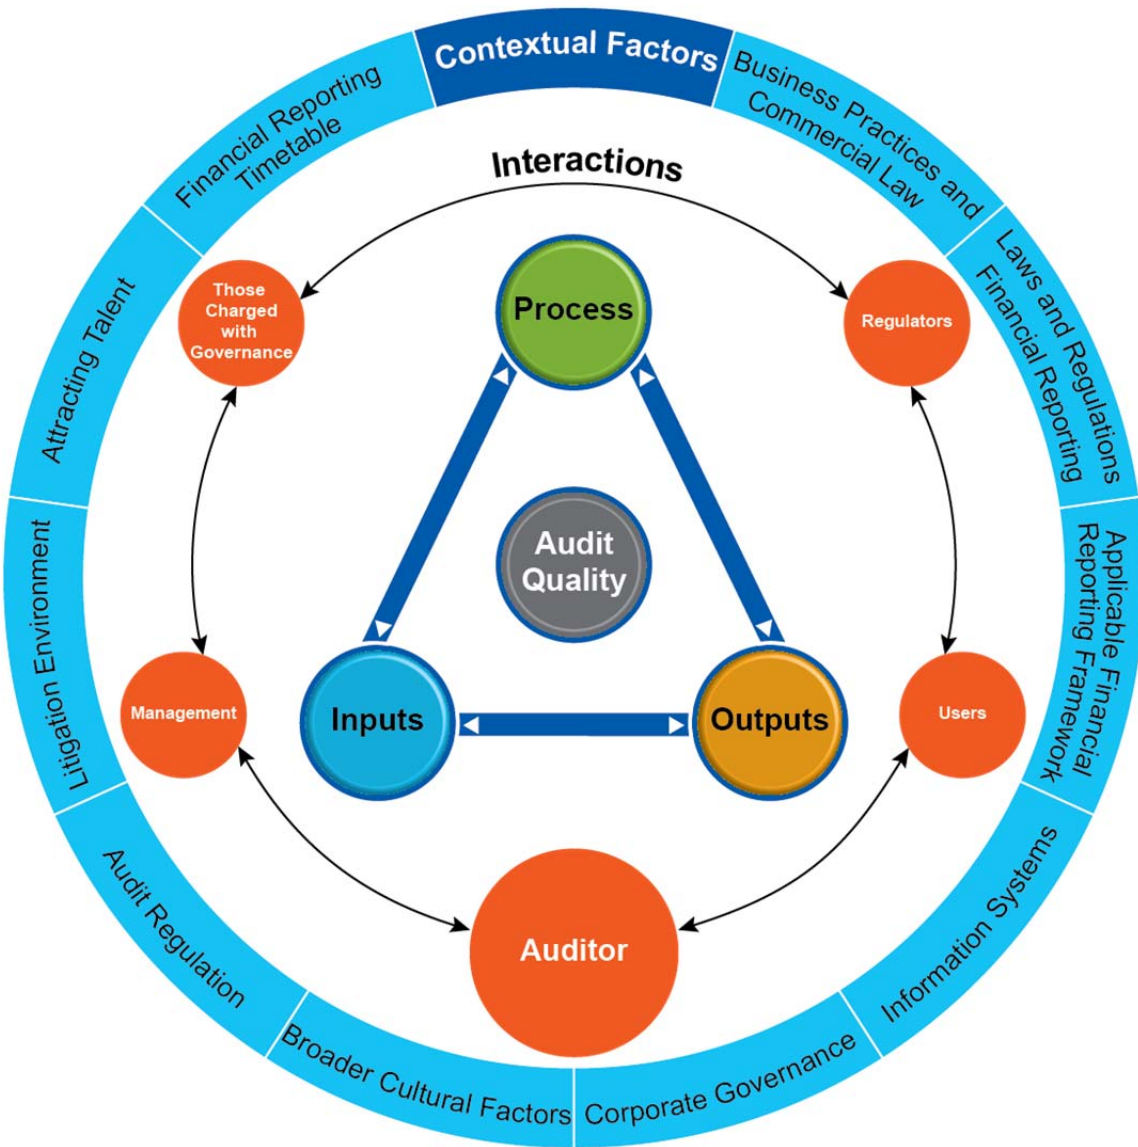 Contextual Factors
Business Practices and
Commercial Law
Laws and Regulations
Financial Reporting
Applicable Financial
Reporting Framework
Information Systems
Corporate Governance
Broader Cultural Factors
Audit Regulation
Litigation Environment
Attracting Talent
Financial Reporting
Timetable
Interactions
Those
Charged
with
Governance
Regulators
Management
Users
Auditor
Process
Audit
Quality
Inputs
Outputs